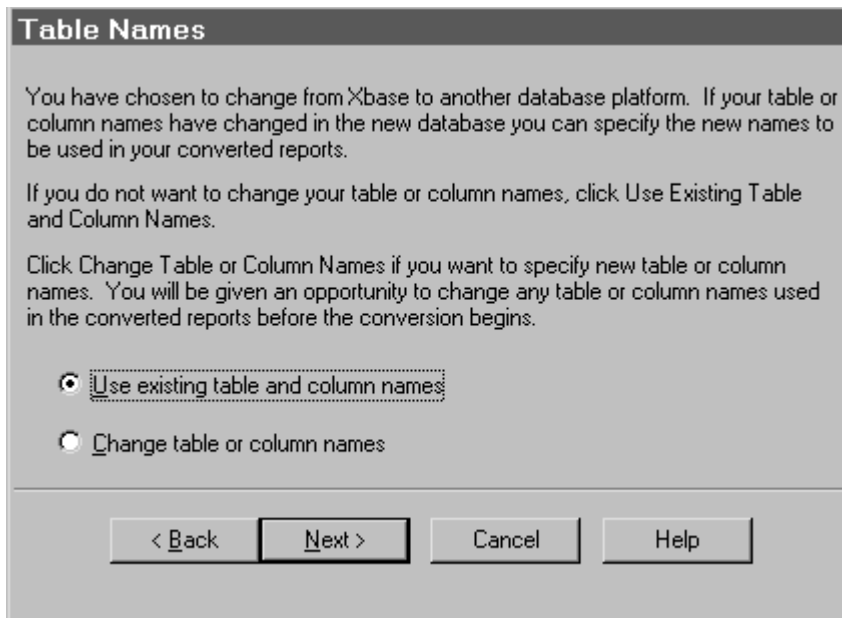 Table Names
You have chosen to change from Xbase to another database platform.  If your table or
column names have changed in the new database you can specify the new names to
be used in your converted reports.
If you do not want to change your table or column names, click Use Existing Table
and Column Names.
Click Change Table or Column Names if you want to specify new table or column
names.  You will be given an opportunity to change any table or column names used
in the converted reports before the conversion begins.
Use existing table and column names
Change table or column names
< Back Next > Cancel Help